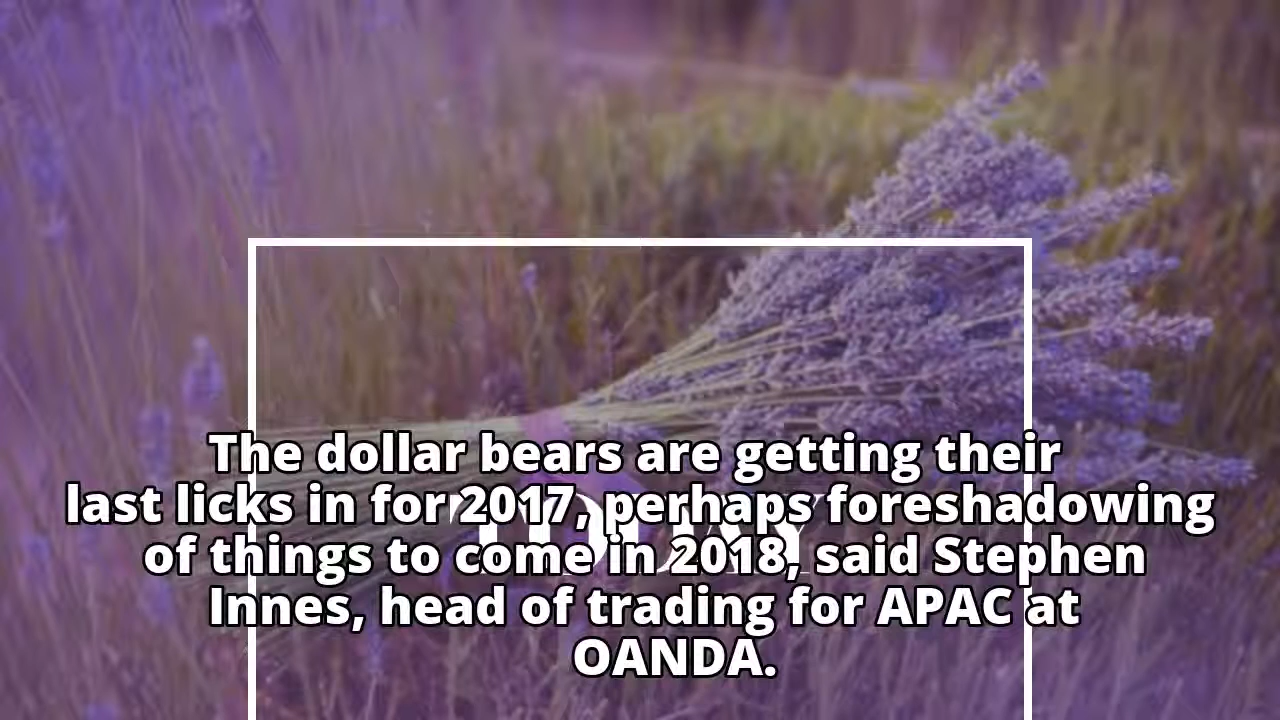 The dollar bears are getting their
last licks in for 2017, perhaps foreshadowing
of things to come in 2018, said Stephen
Innes, head of trading for APAC at
OANDA.
TODAY